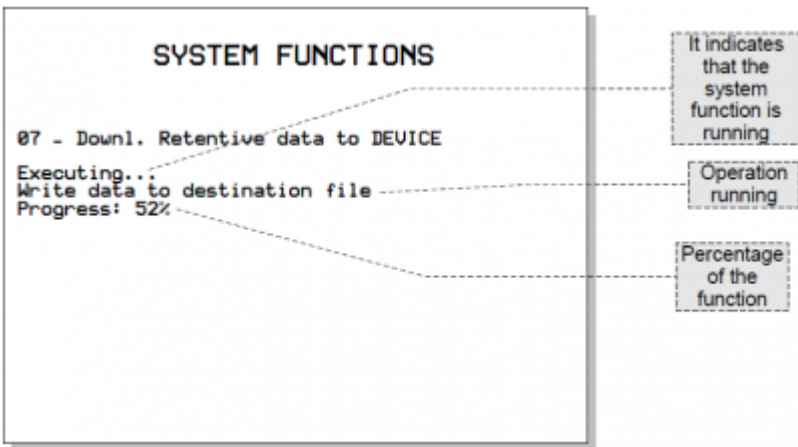 SYSTEM FUNCTIONS
07 - Downl. Retentive data to DEVICE
Executing...
Write data to destination file
Progress: 52%
It indicates
that the
system
function is
running
Operation
running
Percentage
of the
function